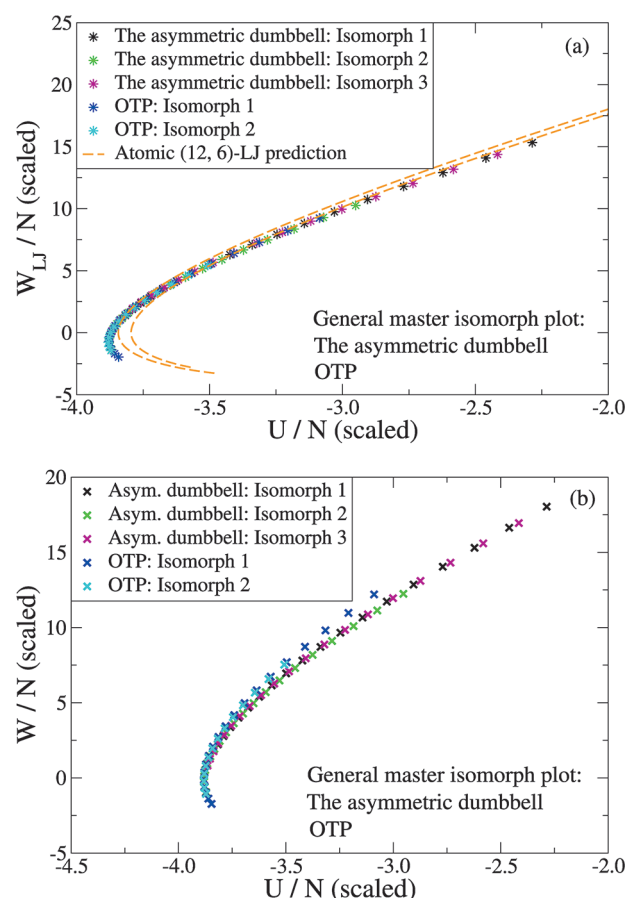 25
20
15
10
5
0
-5
W_LJ / N (scaled)
The asymmetric dumbbell: Isomorph 1
The asymmetric dumbbell: Isomorph 2
The asymmetric dumbbell: Isomorph 3
OTP: Isomorph 1
OTP: Isomorph 2
Atomic (12, 6)-LJ prediction
(a)
General master isomorph plot:
The asymmetric dumbbell
OTP
-4.0 -3.5 -3.0 -2.5 -2.0
U / N (scaled)
20
15
10
5
0
-5
W / N (scaled)
Asym. dumbbell: Isomorph 1
Asym. dumbbell: Isomorph 2
Asym. dumbbell: Isomorph 3
OTP: Isomorph 1
OTP: Isomorph 2
(b)
General master isomorph plot:
The asymmetric dumbbell
OTP
-4.5 -4.0 -3.5 -3.0 -2.5 -2.0
U / N (scaled)